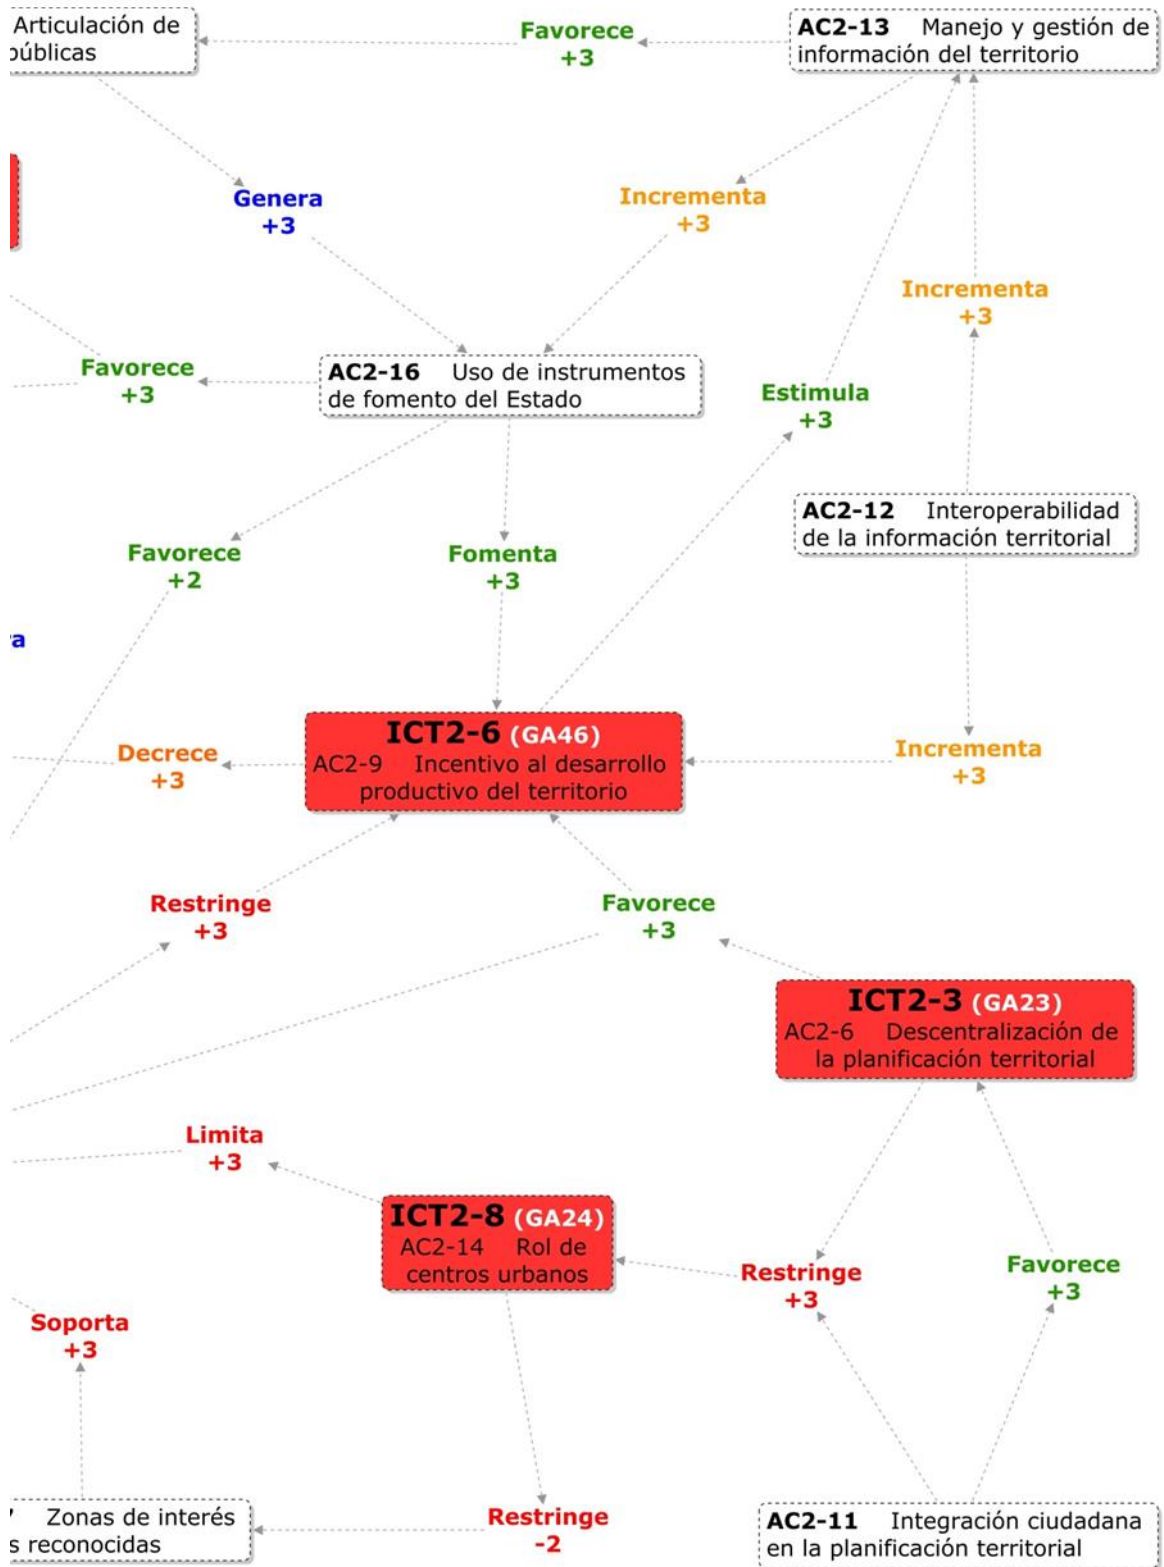 Articulación de
públicas
Favorece
+3
AC2-13 Manejo y gestión de
información del territorio
Genera
+3
Incrementa
+3
Incrementa
+3
Favorece
+3
AC2-16 Uso de instrumentos
de fomento del Estado
Estimula
+3
AC2-12 Interoperabilidad
de la información territorial
Favorece
+2
Fomenta
+3
a
ICT2-6 (GA46)
AC2-9 Incentivo al desarrollo
productivo del territorio
Decrece
+3
Incrementa
+3
Restringe
+3
Favorece
+3
ICT2-3 (GA23)
AC2-6 Descentralización de
la planificación territorial
Limita
+3
ICT2-8 (GA24)
AC2-14 Rol de
centros urbanos
Restringe
+3
Favorece
+3
Soporta
+3
Zonas de interés
s reconocidas
Restringe
-2
AC2-11 Integración ciudadana
en la planificación territorial